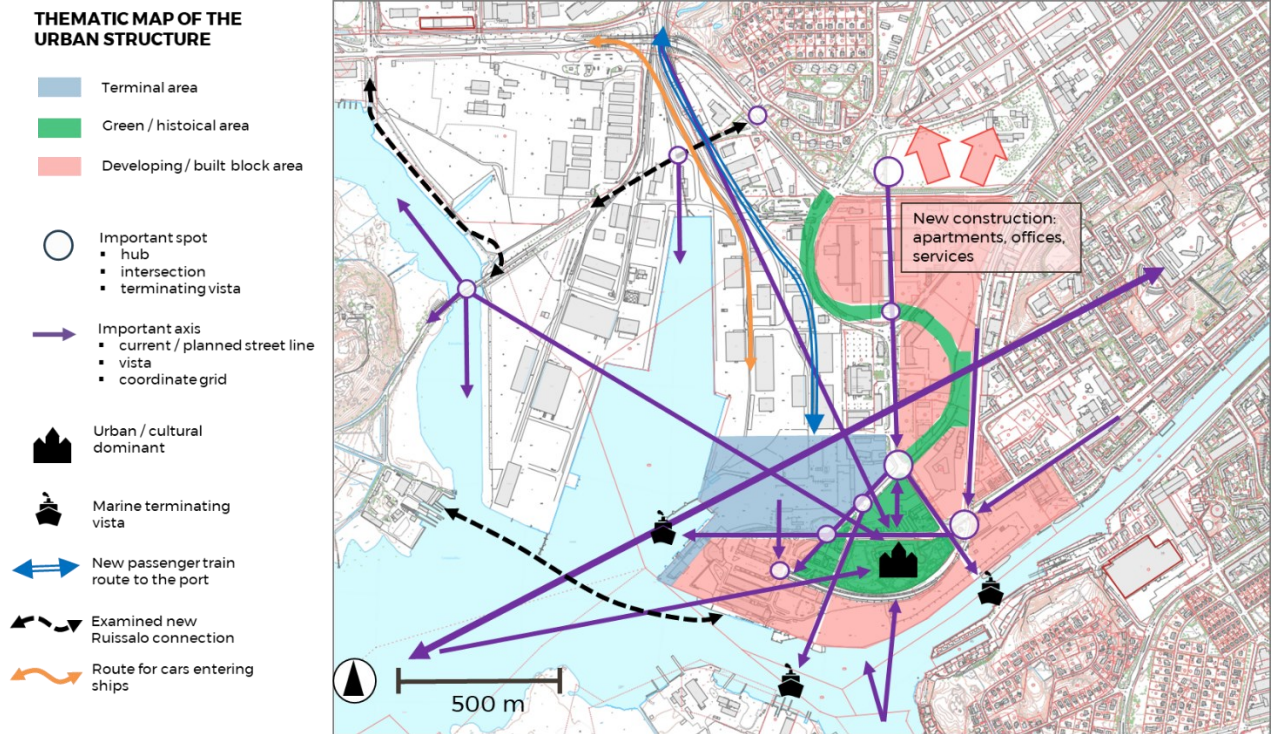 THEMATIC MAP OF THE
URBAN STRUCTURE
Terminal area
Green / histoical area
Developing / built block area
Important spot
▪ hub
▪ intersection
▪ terminating vista
Important axis
▪ current / planned street line
▪ vista
▪ coordinate grid
Urban / cultural
dominant
Marine terminating
vista
New passenger train
route to the port
Examined new
Ruissalo connection
Route for cars entering
ships
New construction:
apartments, offices,
services
500 m